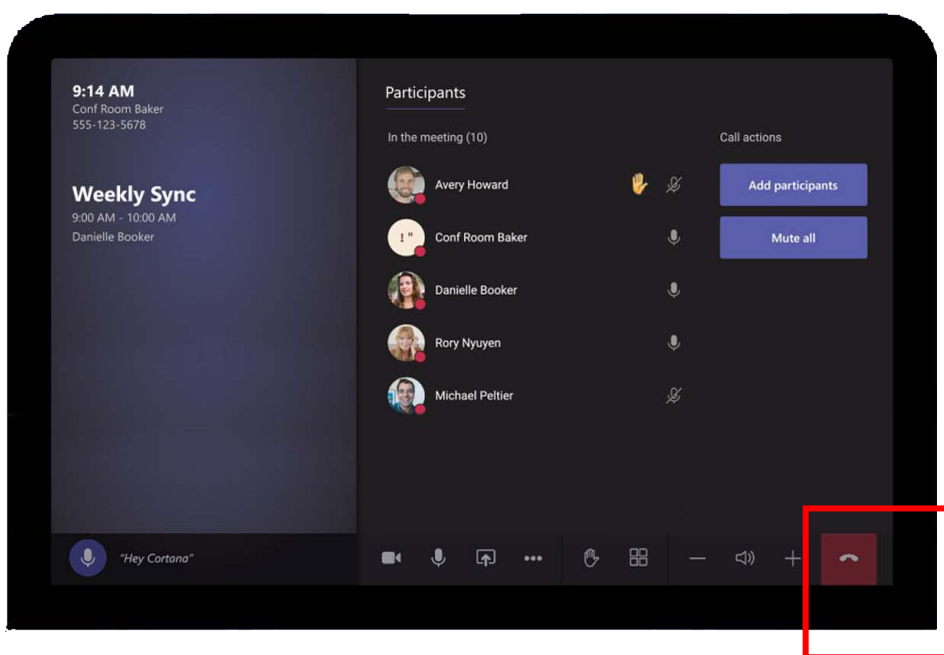 9:14 AM
Conf Room Baker
555-123-5678
Weekly Sync
9:00 AM - 10:00 AM
Danielle Booker
"Hey Cortana"
Participants
In the meeting (10)
Avery Howard
! "
Conf Room Baker
Danielle Booker
Rory Nyuyen
Michael Peltier
Call actions
Add participants
Mute all